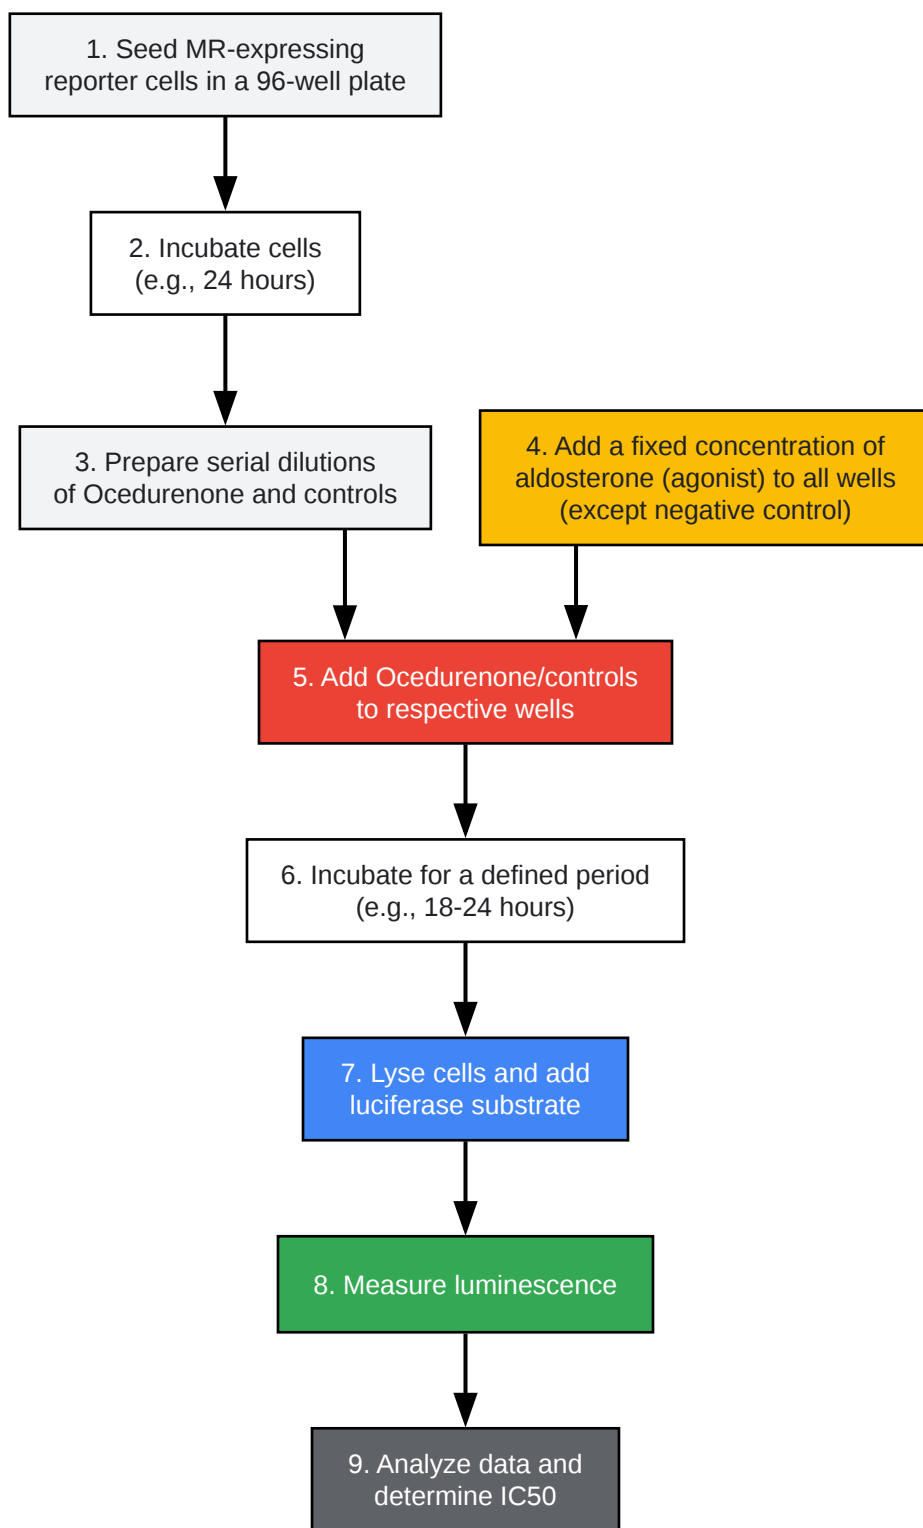 1. Seed MR-expressing
reporter cells in a 96-well plate
2. Incubate cells
(e.g., 24 hours)
3. Prepare serial dilutions
of Ocedurenone and controls
4. Add a fixed concentration of
aldosterone (agonist) to all wells
(except negative control)
5. Add Ocedurenone/controls
to respective wells
6. Incubate for a defined period
(e.g., 18-24 hours)
7. Lyse cells and add
luciferase substrate
8. Measure luminescence
9. Analyze data and
determine IC50